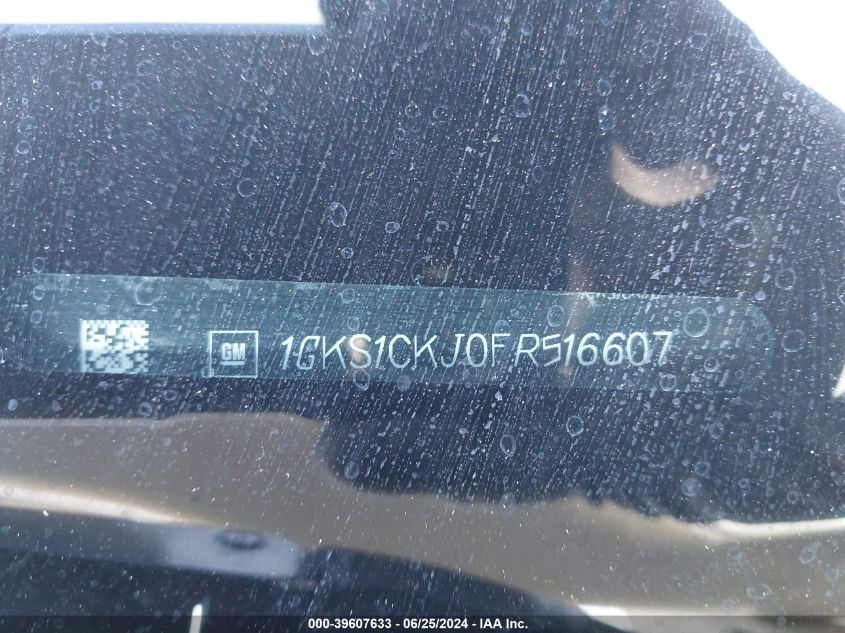 GM 1GKS1CKJ0FR516607
000-39607633 / 06/25/2024 - IAA Inc.